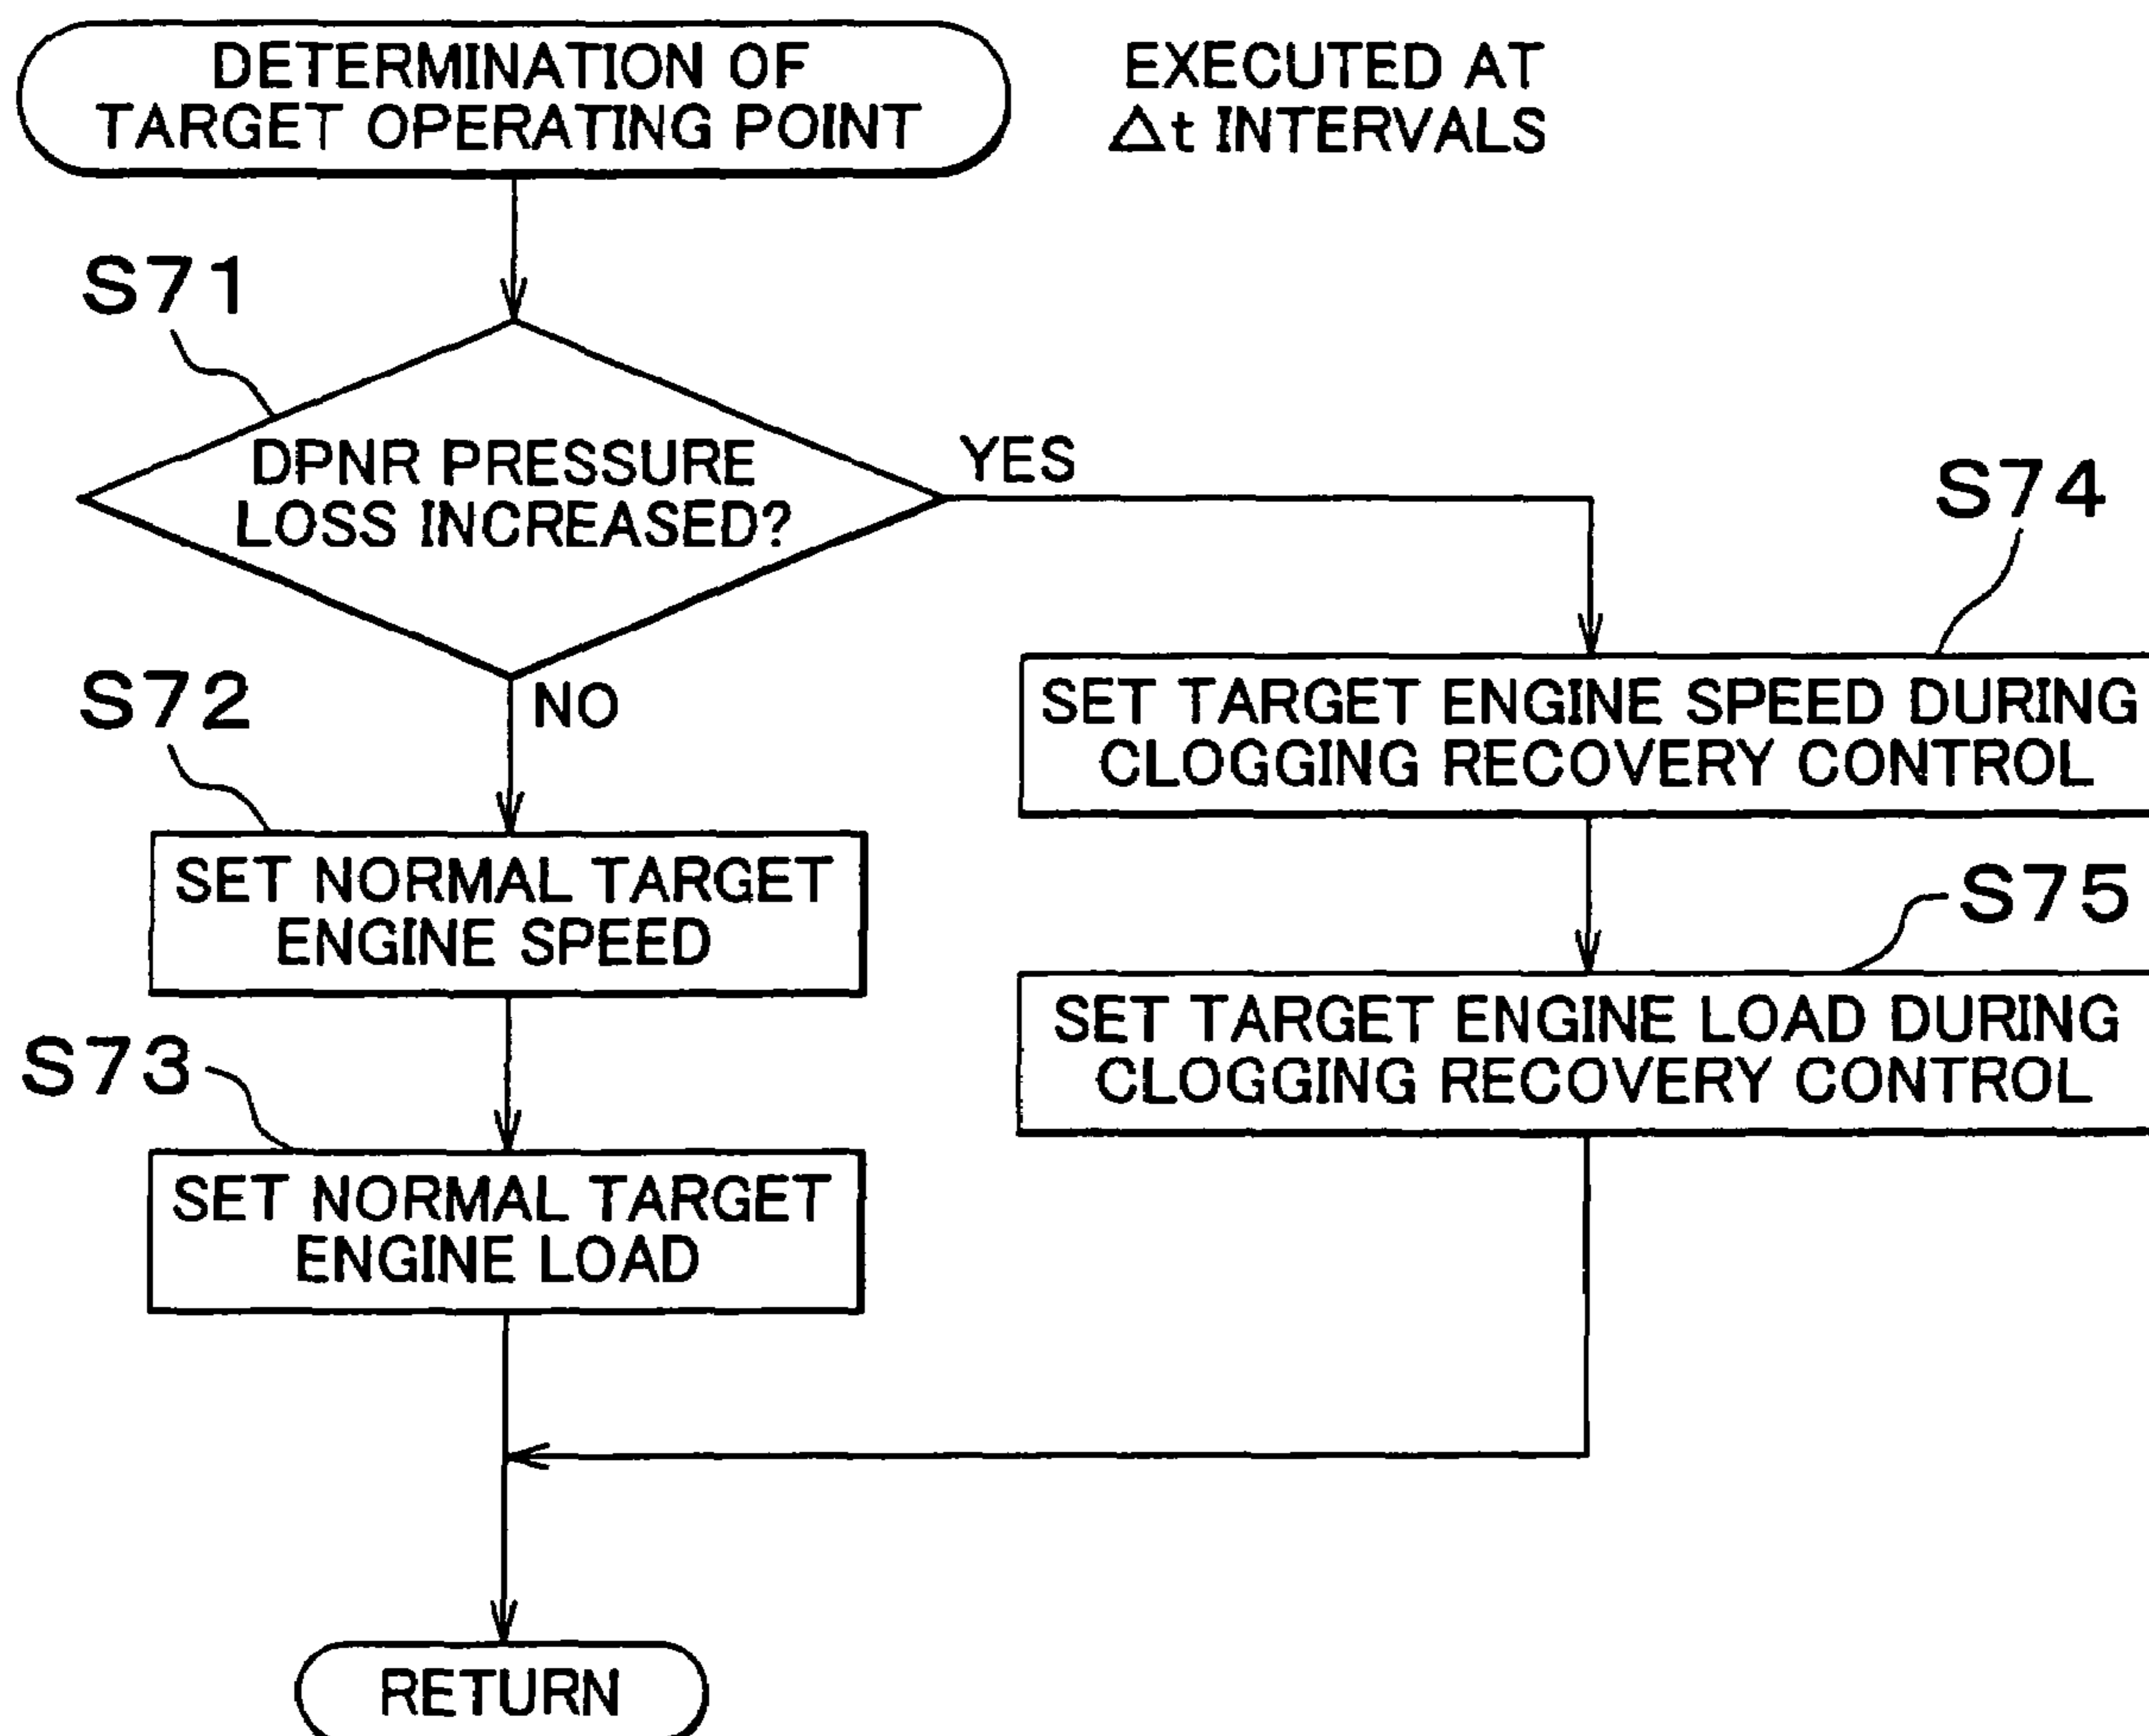 DETERMINATION OF
TARGET OPERATING POINT
EXECUTED AT
Δt INTERVALS
S71
DPNR PRESSURE
LOSS INCREASED?
YES
S74
SET TARGET ENGINE SPEED DURING
CLOGGING RECOVERY CONTROL
S72
NO
SET NORMAL TARGET
ENGINE SPEED
S75
SET TARGET ENGINE LOAD DURING
CLOGGING RECOVERY CONTROL
S73
SET NORMAL TARGET
ENGINE LOAD
RETURN